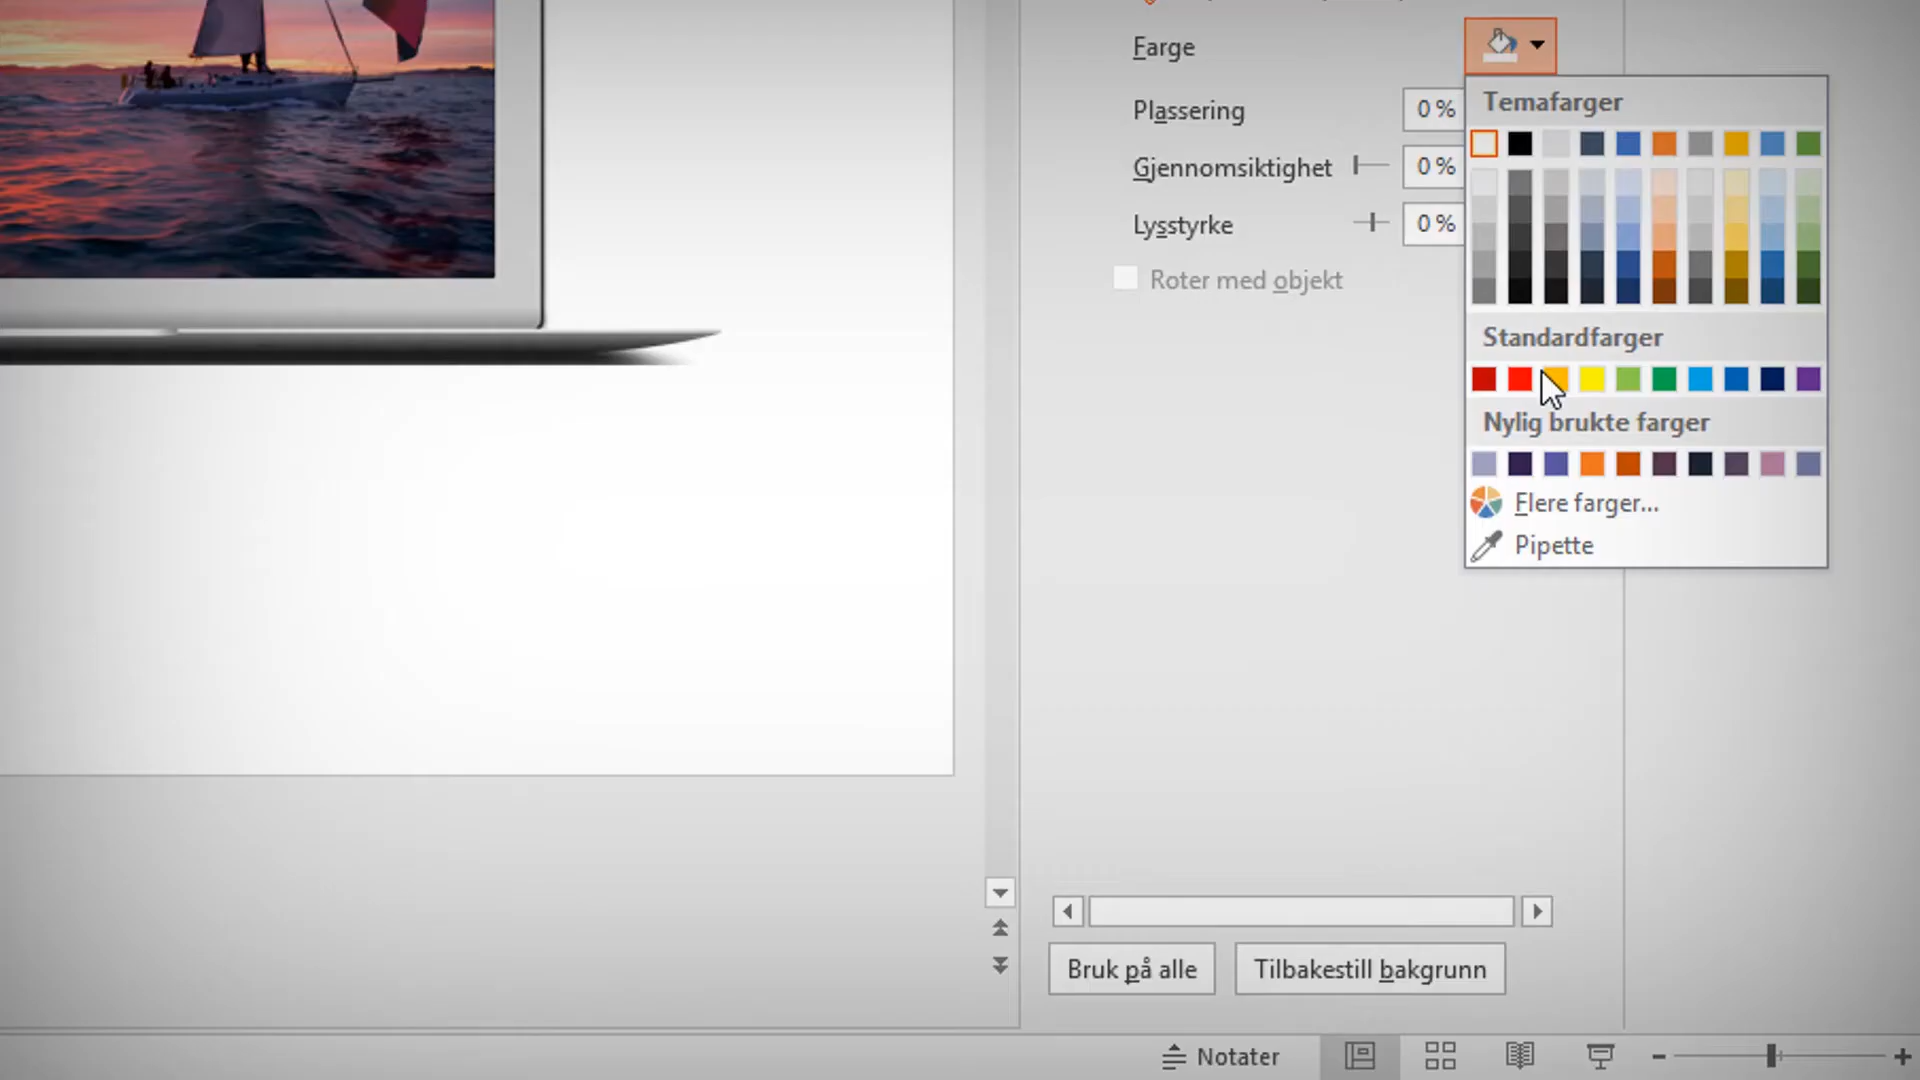 Farge
Temafarger
Plassering
0 %
Gjennomsiktighet
0 %
Lysstyrke
0 %
Roter med objekt
Standardfarger
Nylig brukte farger
Flere farger...
Pipette
Bruk på alle
Tilbakestill bakgrunn
Notater